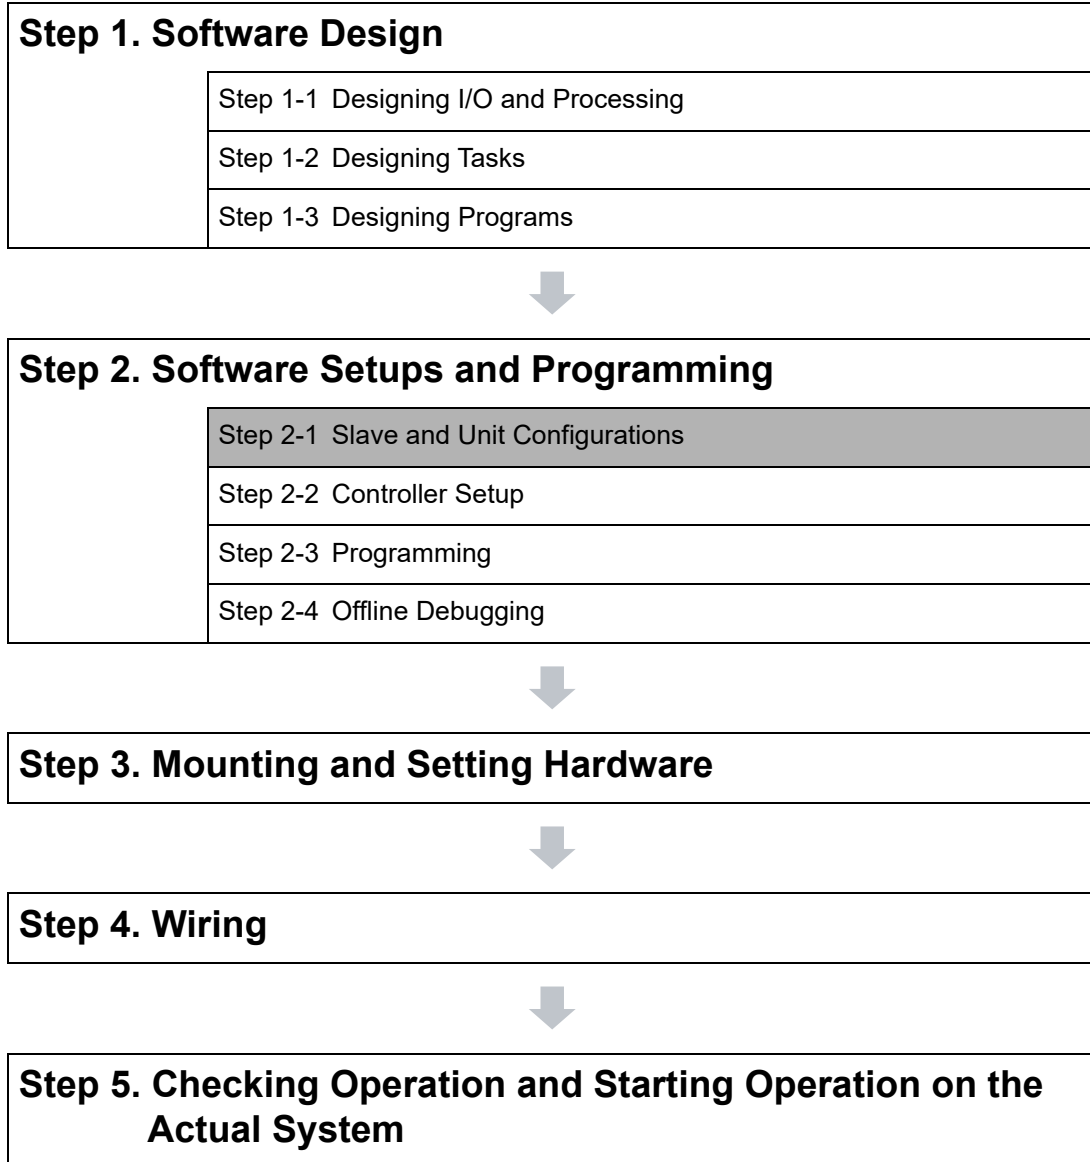 Step 1. Software Design
Step 1-1 Designing I/O and Processing
Step 1-2 Designing Tasks
Step 1-3 Designing Programs
Step 2. Software Setups and Programming
Step 2-1 Slave and Unit Configurations
Step 2-2 Controller Setup
Step 2-3 Programming
Step 2-4 Offline Debugging
Step 3. Mounting and Setting Hardware
Step 4. Wiring
Step 5. Checking Operation and Starting Operation on the
Actual System